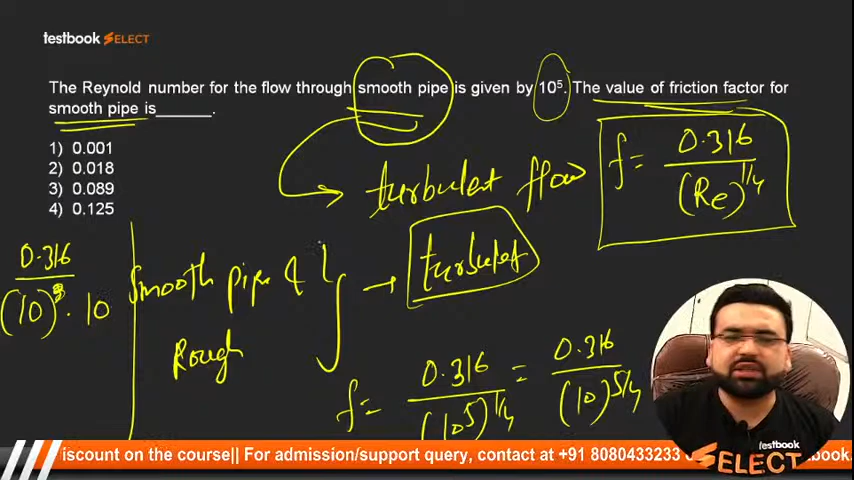 testbook SELECT
The Reynold number for the flow through smooth pipe is given by 10⁵. The value of friction factor for
smooth pipe is______.
1) 0.001
2) 0.018
3) 0.089
4) 0.125
turbulent flow
f = 0.316 / (Re)^1/4
0.316 / (10) · 10
Smooth pipe &
Rough
→ turbulent
f = 0.316 / (10⁵)^1/4 = 0.316 / (10)^5/4
iscount on the course|| For admission/support query, contact at +91 8080433233
book.
testbook
SELECT